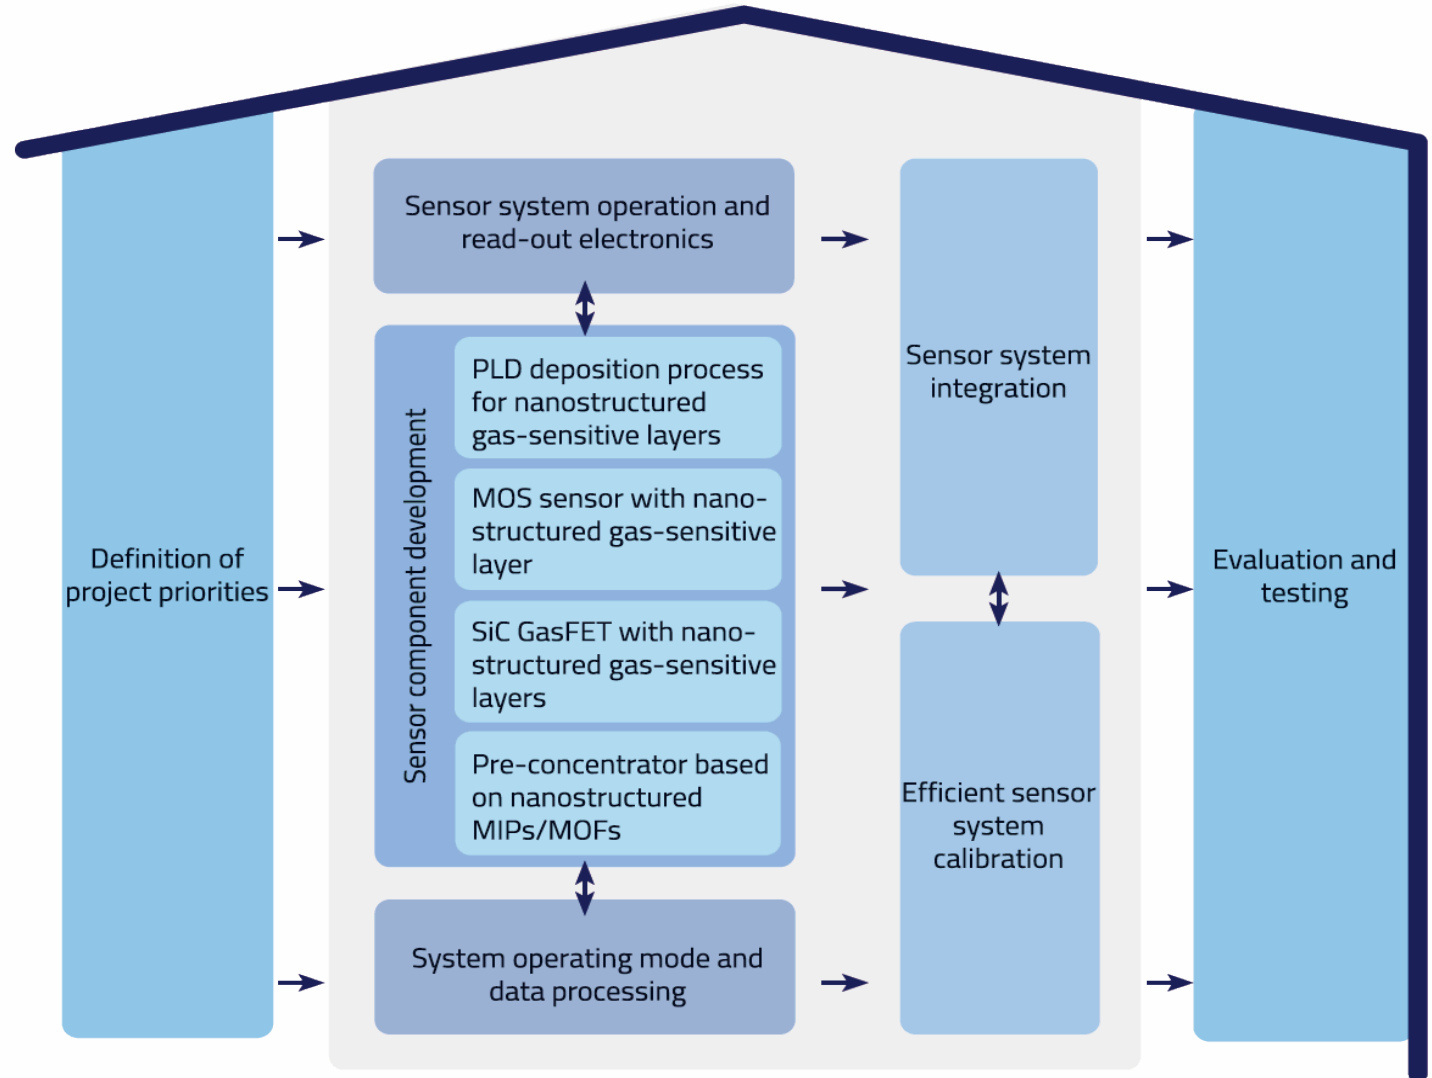 Definition of
project priorities
Sensor system operation and
read-out electronics
Sensor component development
PLD deposition process
for nanostructured
gas-sensitive layers
MOS sensor with nano-
structured gas-sensitive
layer
SiC GasFET with nano-
structured gas-sensitive
layers
Pre-concentrator based
on nanostructured
MIPs/MOFs
System operating mode and
data processing
Sensor system
integration
Efficient sensor
system
calibration
Evaluation and
testing